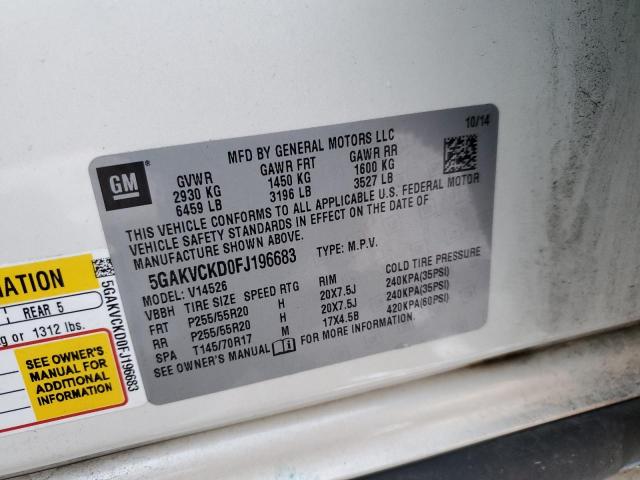 10/14
MFD BY GENERAL MOTORS LLC
GM
GVWR GAWR FRT GAWR RR
2930 KG 1450 KG 1600 KG
6459 LB 3196 LB 3527 LB
THIS VEHICLE CONFORMS TO ALL APPLICABLE U.S. FEDERAL MOTOR
VEHICLE SAFETY STANDARDS IN EFFECT ON THE DATE OF
MANUFACTURE SHOWN ABOVE.
5GAKVCKD0FJ196683 TYPE: M.P.V.
MODEL: V14526
VBBH TIRE SIZE SPEED RTG RIM COLD TIRE PRESSURE
FRT P255/55R20 H 20X7.5J 240KPA(35PSI)
RR P255/55R20 H 20X7.5J 240KPA(35PSI)
SPA T145/70R17 M 17X4.5B 420KPA(60PSI)
SEE OWNER'S MANUAL FOR MORE INFORMATION.
REAR 5
or 1312 lbs.
SEE OWNER'S
MANUAL FOR
ADDITIONAL
INFORMATION
5GAKVCKD0FJ196683